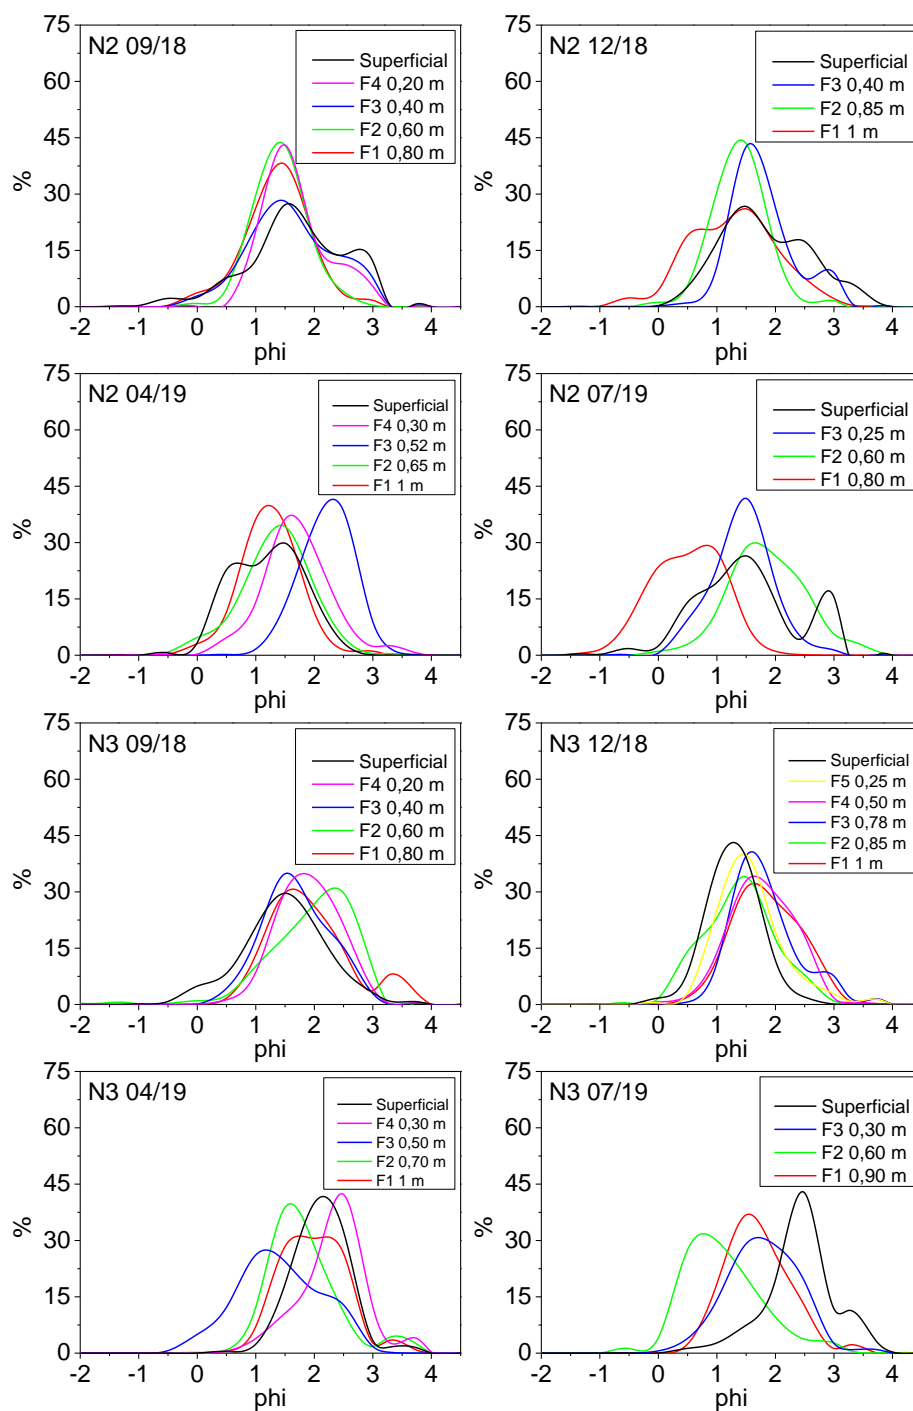 N2 09/18
Superficial
F4 0,20 m
F3 0,40 m
F2 0,60 m
F1 0,80 m
75
60
45
30
15
0
%
-2 -1 0 1 2 3 4
phi
N2 12/18
Superficial
F3 0,40 m
F2 0,85 m
F1 1 m
75
60
45
30
15
0
%
-2 -1 0 1 2 3 4
phi
N2 04/19
Superficial
F4 0,30 m
F3 0,52 m
F2 0,65 m
F1 1 m
75
60
45
30
15
0
%
-2 -1 0 1 2 3 4
phi
N2 07/19
Superficial
F3 0,25 m
F2 0,60 m
F1 0,80 m
75
60
45
30
15
0
%
-2 -1 0 1 2 3 4
phi
N3 09/18
Superficial
F4 0,20 m
F3 0,40 m
F2 0,60 m
F1 0,80 m
75
60
45
30
15
0
%
-2 -1 0 1 2 3 4
phi
N3 12/18
Superficial
F5 0,25 m
F4 0,50 m
F3 0,78 m
F2 0,85 m
F1 1 m
75
60
45
30
15
0
%
-2 -1 0 1 2 3 4
phi
N3 04/19
Superficial
F4 0,30 m
F3 0,50 m
F2 0,70 m
F1 1 m
75
60
45
30
15
0
%
-2 -1 0 1 2 3 4
phi
N3 07/19
Superficial
F3 0,30 m
F2 0,60 m
F1 0,90 m
75
60
45
30
15
0
%
-2 -1 0 1 2 3 4
phi